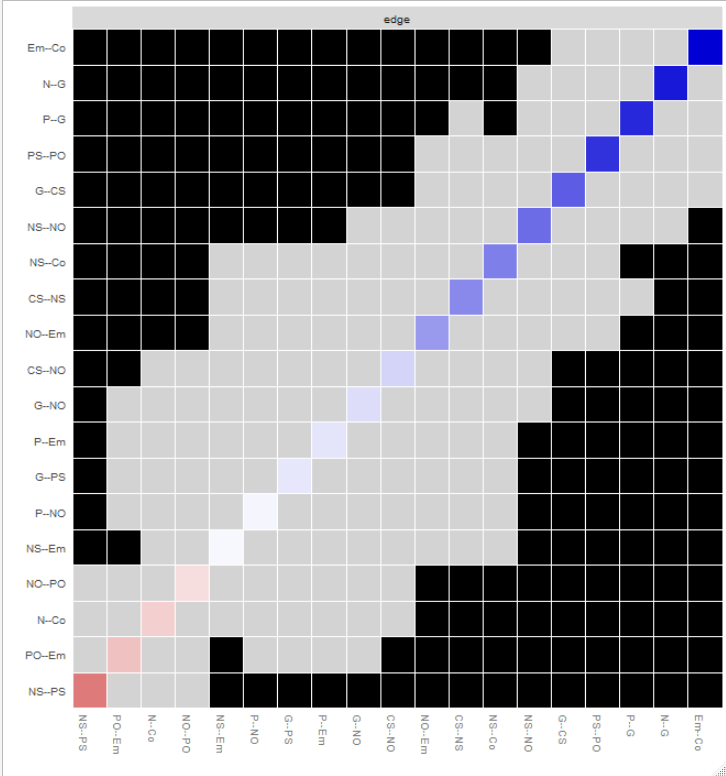 edge
Em--Co
N--G
P--G
PS--PO
G--CS
NS--NO
NS--Co
CS--NS
NO--Em
CS--NO
G--NO
P--Em
G--PS
P--NO
NS--Em
NO--PO
N--Co
PO--Em
NS--PS
NS--PS
PO--Em
N--Co
NO--PO
NS--Em
P--NO
G--PS
P--Em
G--NO
CS--NO
NO--Em
CS--NS
NS--Co
NS--NO
G--CS
PS--PO
P--G
N--G
Em--Co